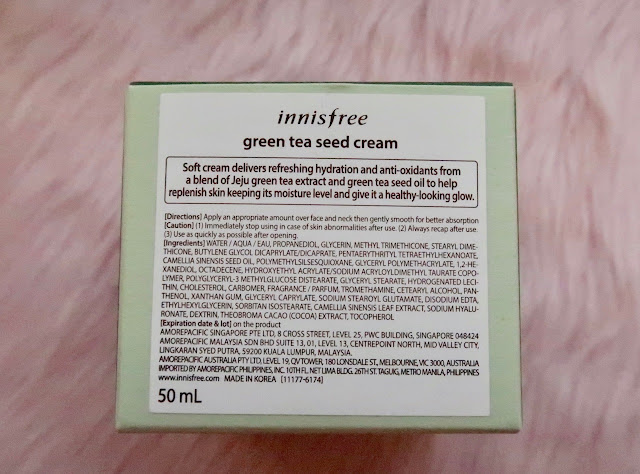 innisfree
green tea seed cream
Soft cream delivers refreshing hydration and anti-oxidants from
a blend of Jeju green tea extract and green tea seed oil to help
replenish skin keeping its moisture level and give it a healthy-looking glow.
[Directions] Apply an appropriate amount over face and neck then gently smooth for better absorption
[Caution] (1) Immediately stop using in case of skin abnormalities after use. (2) Always recap after use.
(3) Use as quickly as possible after opening.
[Ingredients] WATER / AQUA / EAU, PROPANEDIOL, GLYCERIN, METHYL TRIMETHICONE, STEARYL DIME-
THICONE, BUTYLENE GLYCOL DICAPRYLATE/DICAPRATE, PENTAERYTHRITYL TETRAETHYLHEXANOATE,
CAMELLIA SINENSIS SEED OIL, POLYMETHYLSILSESQUIOXANE, GLYCERYL POLYMETHACRYLATE, 1,2-HE-
XANEDIOL, OCTADECENE, HYDROXYETHYL ACRYLATE/SODIUM ACRYLOYLDIMETHYL TAURATE COPO-
LYMER, POLYGLYCERYL-3 METHYLGLUCOSE DISTEARATE, GLYCERYL STEARATE, HYDROGENATED LECI-
THIN, CHOLESTEROL, CARBOMER, FRAGRANCE / PARFUM, TROMETHAMINE, CETEARYL ALCOHOL, PAN-
THENOL, XANTHAN GUM, GLYCERYL CAPRYLATE, SODIUM STEAROYL GLUTAMATE, DISODIUM EDTA,
ETHYLHEXYLGLYCERIN, SORBITAN ISOSTEARATE, CAMELLIA SINENSIS LEAF EXTRACT, SODIUM HYALU-
RONATE, DEXTRIN, THEOBROMA CACAO (COCOA) EXTRACT, TOCOPHEROL
[Expiration date & lot] on the product
AMOREPACIFIC SINGAPORE PTE LTD, 8 CROSS STREET, LEVEL 25, PWC BUILDING, SINGAPORE 048424
AMOREPACIFIC MALAYSIA SDN BHD SUITE 13, 01, LEVEL 13, CENTREPOINT NORTH, MID VALLEY CITY,
LINGKARAN SYED PUTRA, 59200 KUALA LUMPUR, MALAYSIA.
AMOREPACIFIC AUSTRALIA PTY LTD, LEVEL 19, QV TOWER, 180 LONSDALE ST., MELBOURNE, VIC 3000, AUSTRALIA
IMPORTED BY AMOREPACIFIC PHILIPPINES, INC. 10TH FL. NET LIMA BLDG. 26TH ST. TAGUIG, METRO MANILA, PHILIPPINES
www.innisfree.com MADE IN KOREA (11177-6174)
50 mL